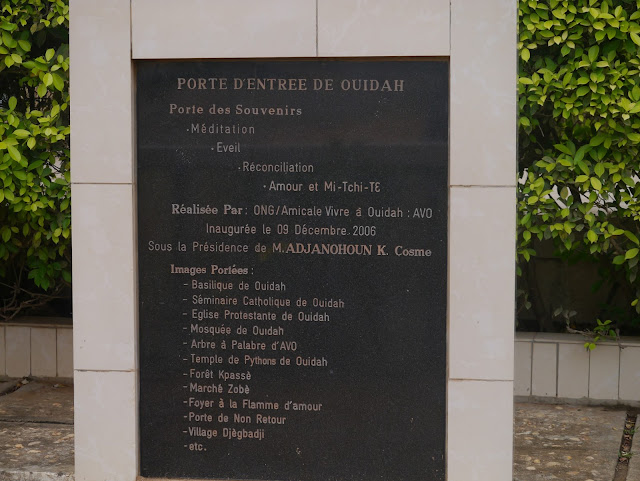 PORTE D'ENTREE DE OUIDAH
Porte des Souvenirs
• Méditation
• Eveil
• Réconciliation
• Amour et Mi-Tchi-TƐ
Réalisée Par : ONG/Amicale Vivre â Ouidah : AVO
Inaugurée le 09 Décembre. 2006
Sous la Présidence de M. ADJANOHOUN K. Cosme
Images Portées :
- Basilique de Ouidah
- Séminaire Catholique de Ouidah
- Eglise Protestante de Ouidah
- Mosquée de Ouidah
- Arbre à Palabre d'AVO
- Temple de Pythons de Ouidah
- Forêt Kpassè
- Marché Zobè
- Foyer à la Flamme d'amour
- Porte de Non Retour
- Village Djègbadji
- etc.